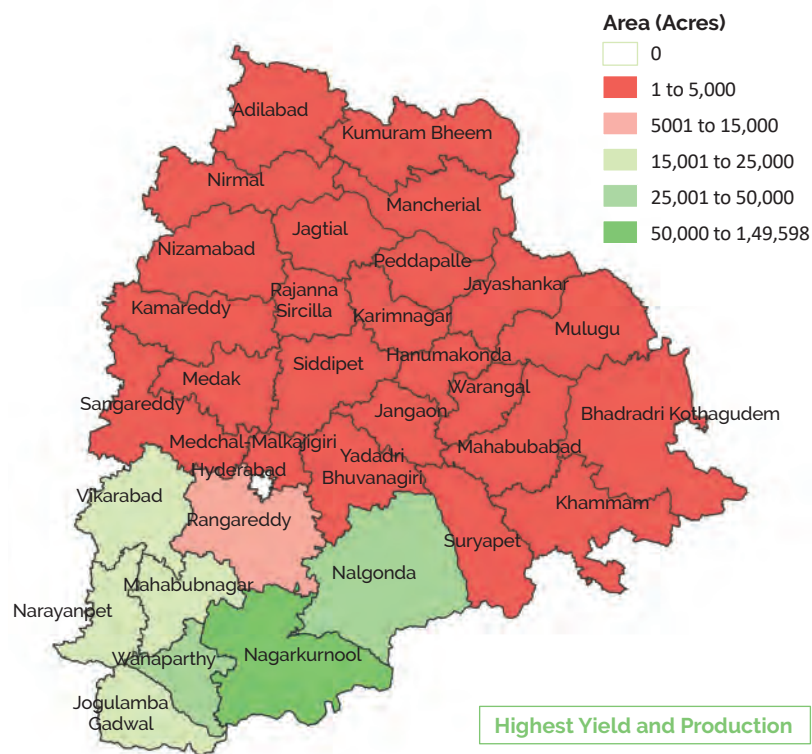 Area (Acres)
0
1 to 5,000
5001 to 15,000
15,001 to 25,000
25,001 to 50,000
50,000 to 1,49,598
Adilabad
Kumuram Bheem
Nirmal
Mancherial
Jagtial
Nizamabad
Peddapalle
Jayashankar
Rajanna
Sircilla
Kamareddy
Karimnagar
Mulugu
Hanumakonda
Siddipet
Medak
Warangal
Sangareddy
Jangaon
Bhadradri Kothagudem
Medchal-Malkajigiri
Mahabubabad
Yadadri
Bhuvanagiri
Hyderabad
Vikarabad
Khammam
Rangareddy
Suryapet
Nalgonda
Mahabubnagar
Narayanpet
Wanaparthy
Nagarkurnool
Jogulamba
Gadwal
Highest Yield and Production